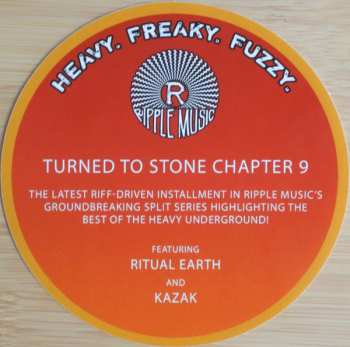 HEAVY. FREAKY. FUZZY.
R
RIPPLE MUSIC
TURNED TO STONE CHAPTER 9
THE LATEST RIFF-DRIVEN INSTALLMENT IN RIPPLE MUSIC'S
GROUNDBREAKING SPLIT SERIES HIGHLIGHTING THE
BEST OF THE HEAVY UNDERGROUND!
FEATURING
RITUAL EARTH
AND
KAZAK